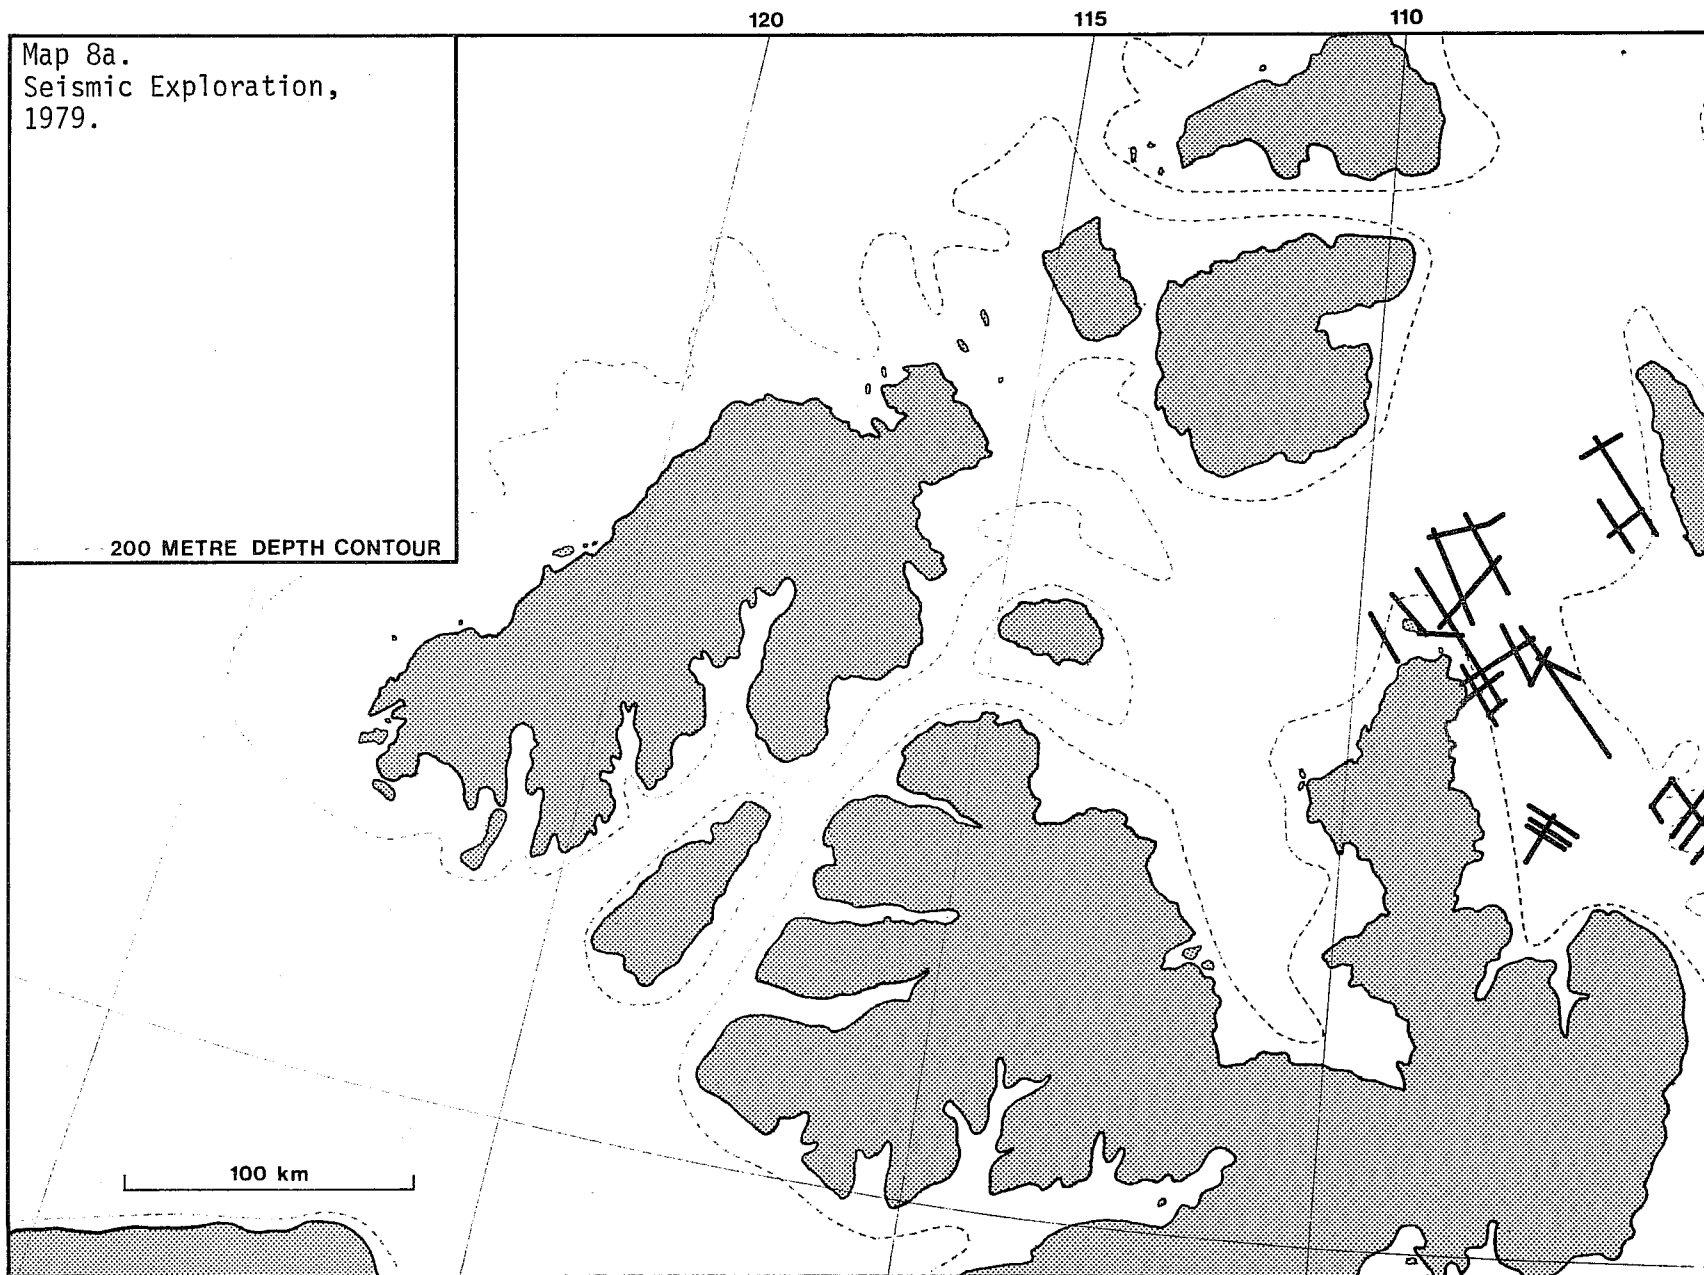 120 115 110
Map 8a.
Seismic Exploration,
1979.
200 METRE DEPTH CONTOUR
100 km